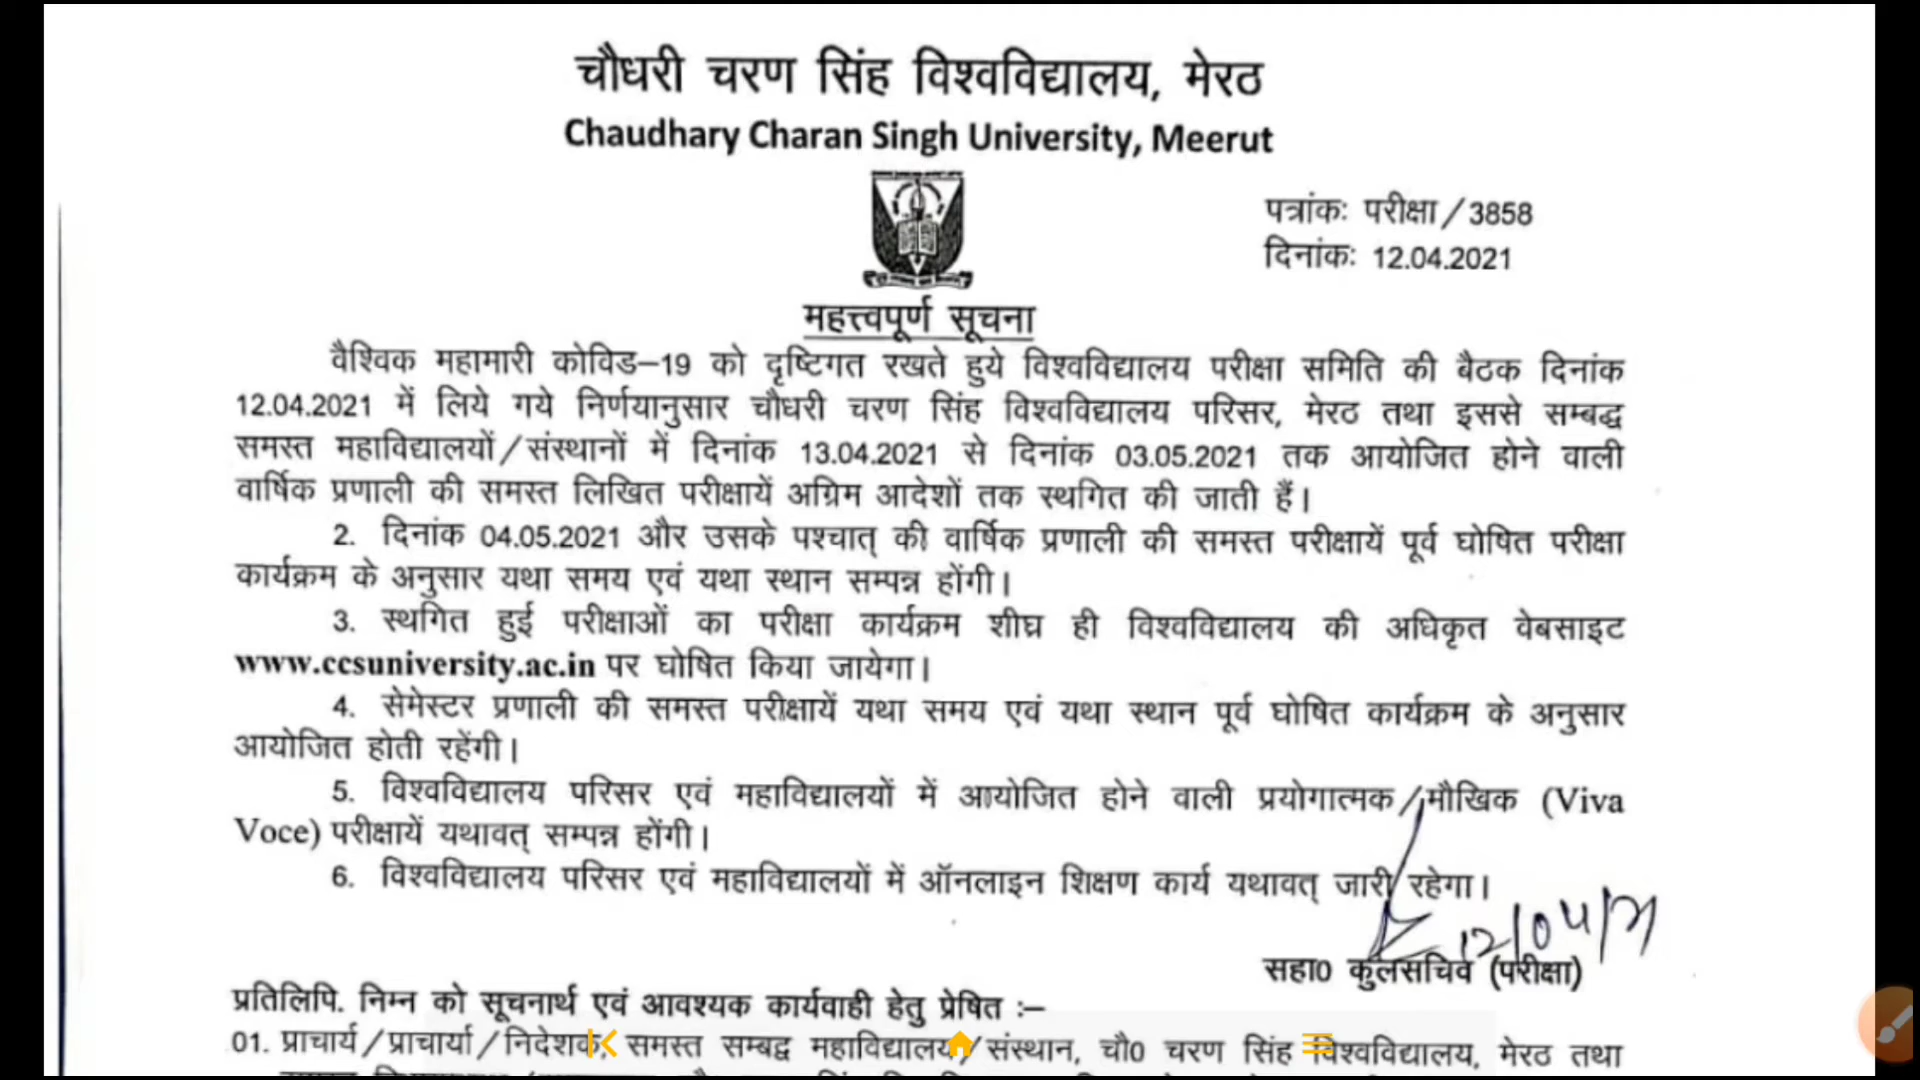 चौधरी चरण सिंह विश्वविद्यालय, मेरठ
Chaudhary Charan Singh University, Meerut
पत्रांकः परीक्षा/3858
दिनांकः 12.04.2021
महत्त्वपूर्ण सूचना
वैश्विक महामारी कोविड–19 को दृष्टिगत रखते हुये विश्वविद्यालय परीक्षा समिति की बैठक दिनांक
12.04.2021 में लिये गये निर्णयानुसार चौधरी चरण सिंह विश्वविद्यालय परिसर, मेरठ तथा इससे सम्बद्ध
समस्त महाविद्यालयों/संस्थानों में दिनांक 13.04.2021 से दिनांक 03.05.2021 तक आयोजित होने वाली
वार्षिक प्रणाली की समस्त लिखित परीक्षायें अग्रिम आदेशों तक स्थगित की जाती हैं।
2. दिनांक 04.05.2021 और उसके पश्चात् की वार्षिक प्रणाली की समस्त परीक्षायें पूर्व घोषित परीक्षा
कार्यक्रम के अनुसार यथा समय एवं यथा स्थान सम्पन्न होंगी।
3. स्थगित हुई परीक्षाओं का परीक्षा कार्यक्रम शीघ्र ही विश्वविद्यालय की अधिकृत वेबसाइट
www.ccsuniversity.ac.in पर घोषित किया जायेगा।
4. सेमेस्टर प्रणाली की समस्त परीक्षायें यथा समय एवं यथा स्थान पूर्व घोषित कार्यक्रम के अनुसार
आयोजित होती रहेंगी।
5. विश्वविद्यालय परिसर एवं महाविद्यालयों में आयोजित होने वाली प्रयोगात्मक/मौखिक (Viva
Voce) परीक्षायें यथावत् सम्पन्न होंगी।
6. विश्वविद्यालय परिसर एवं महाविद्यालयों में ऑनलाइन शिक्षण कार्य यथावत् जारी रहेगा।
12/04/21
सहा0 कुलसचिव (परीक्षा)
प्रतिलिपि. निम्न को सूचनार्थ एवं आवश्यक कार्यवाही हेतु प्रेषित :–
01. प्राचार्य/प्राचार्या/निदेशक समस्त सम्बद्व महाविद्यालय/संस्थान, चौ0 चरण सिंह विश्वविद्यालय, मेरठ तथा